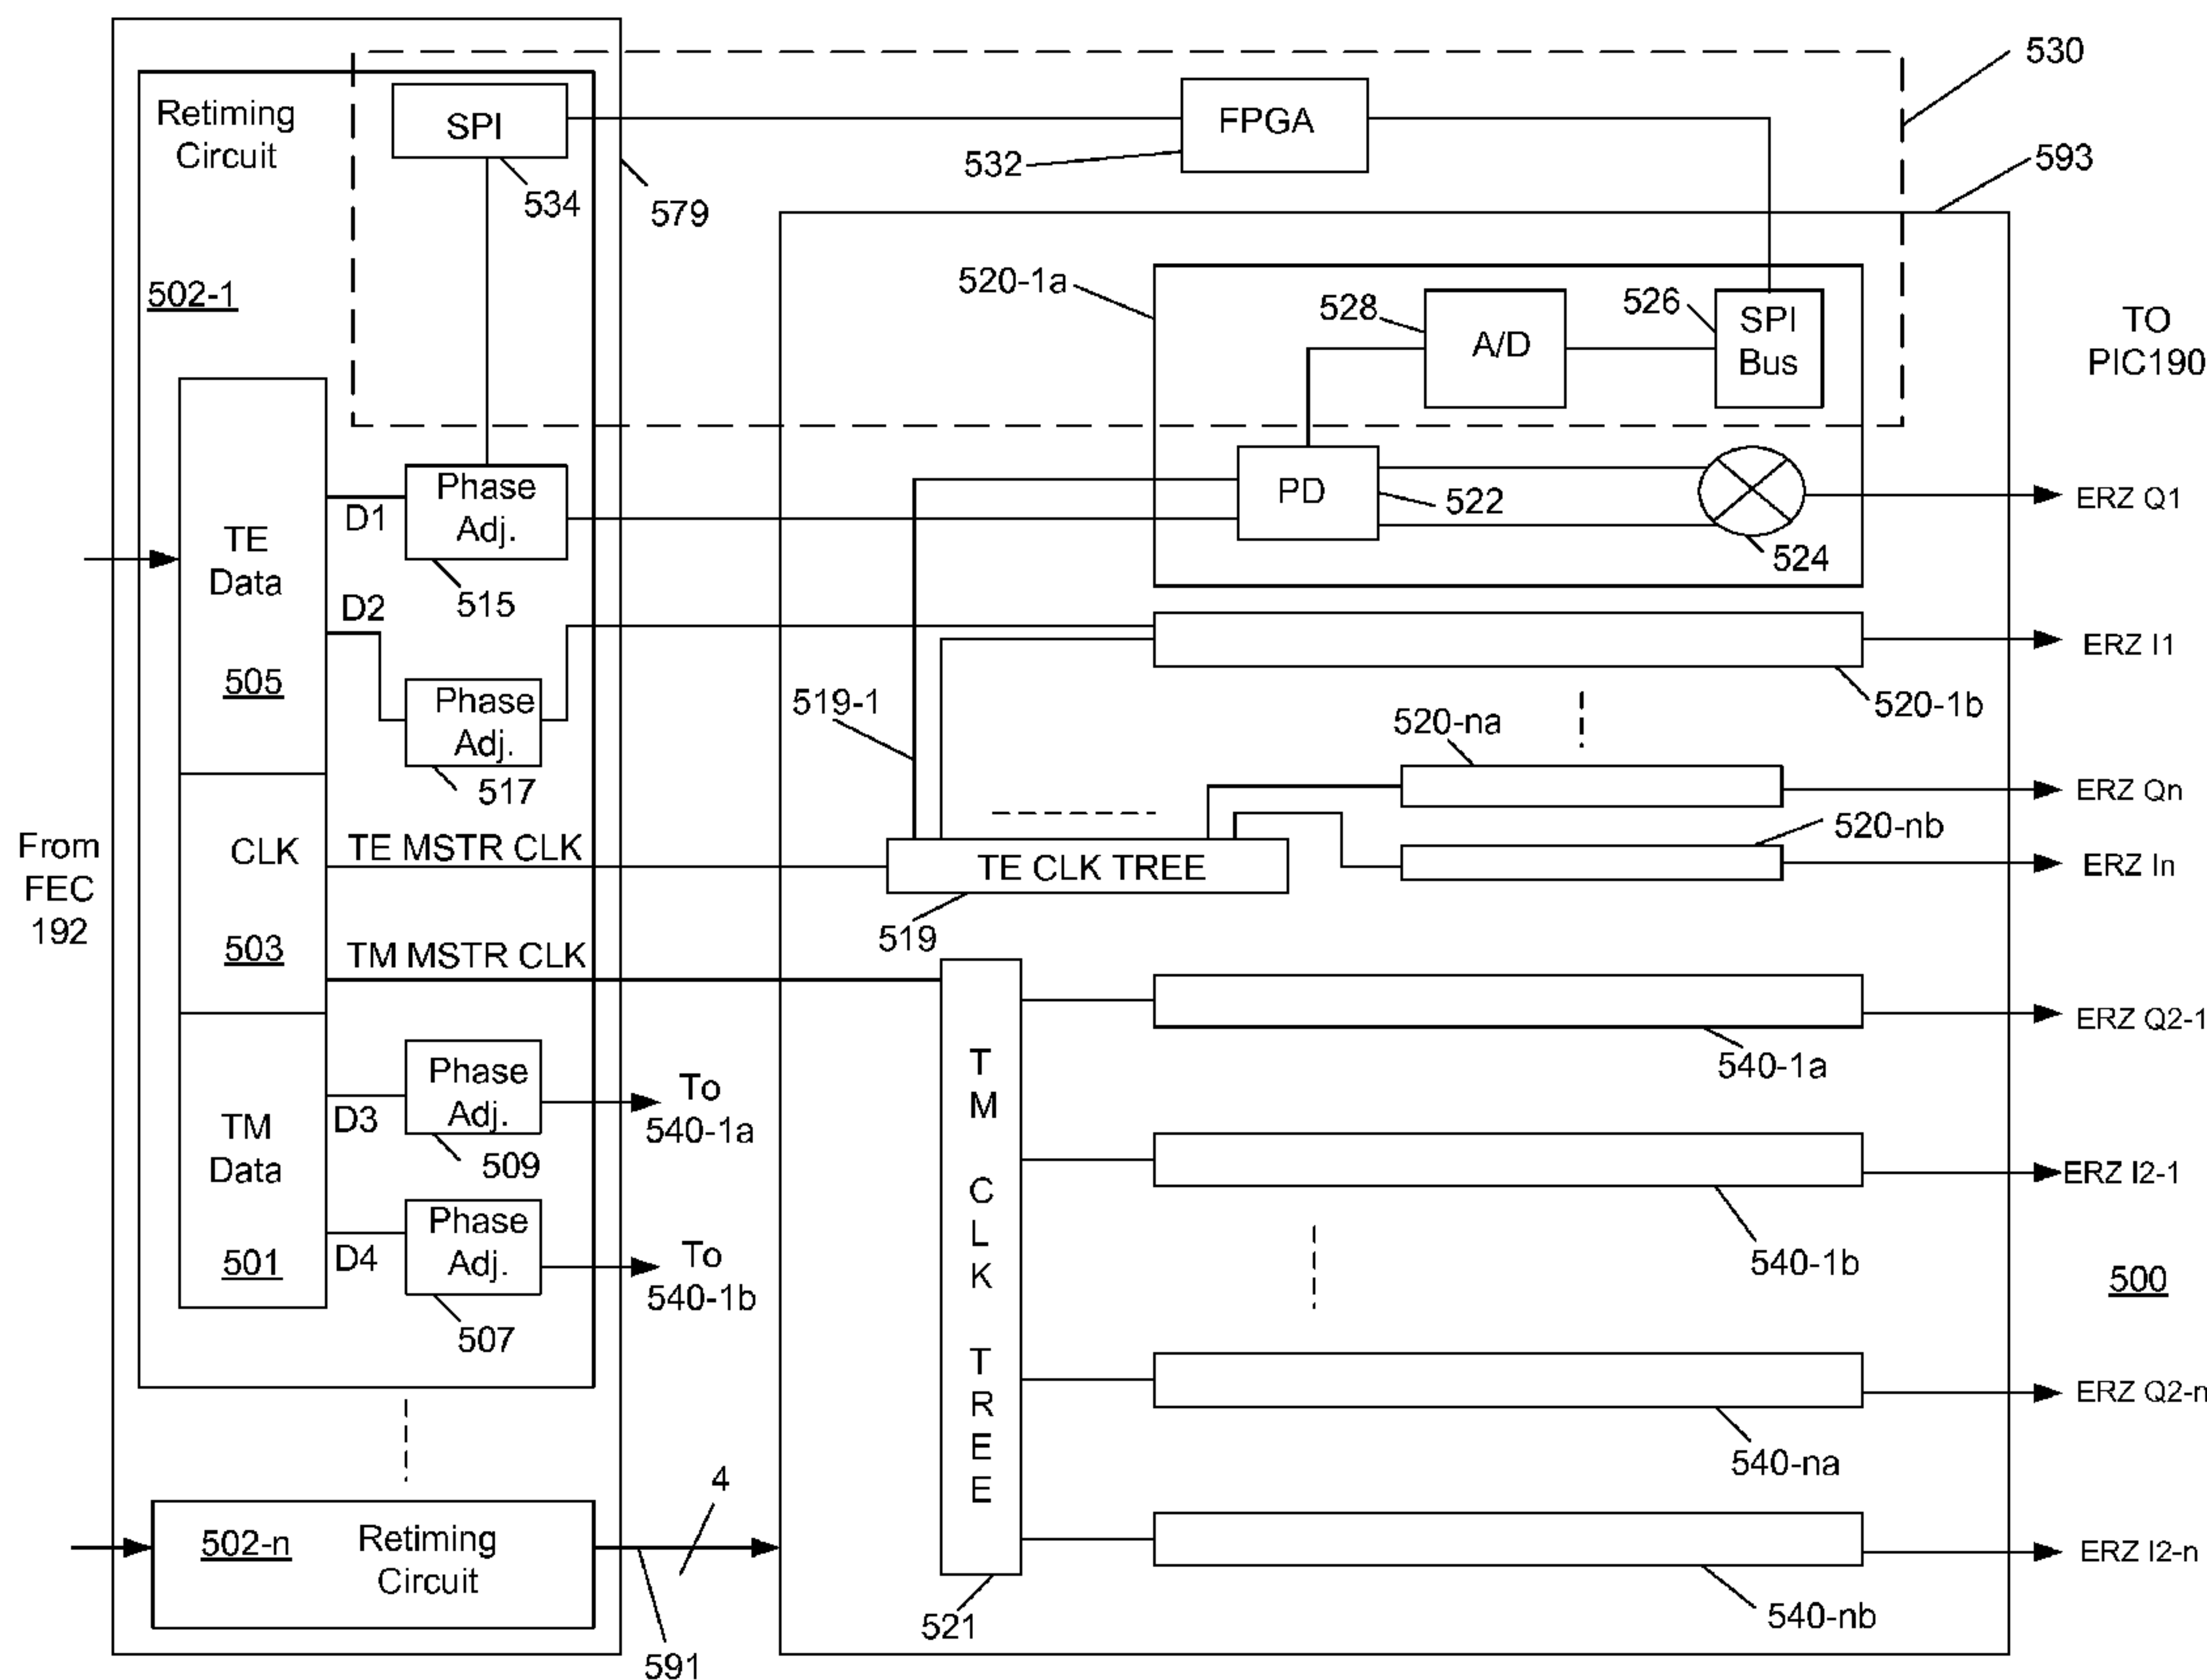 530
Retiming
Circuit
SPI
FPGA
532
593
534
579
502-1
520-1a
528
A/D
526
SPI
Bus
TO
PIC190
TE
Data
505
D1
Phase
Adj.
515
PD
522
524
ERZ Q1
D2
Phase
Adj.
517
ERZ I1
520-1b
519-1
520-na
ERZ Qn
520-nb
From
FEC
192
CLK
503
TE MSTR CLK
TE CLK TREE
519
ERZ In
TM MSTR CLK
TM
Data
501
D3
Phase
Adj.
509
To
540-1a
D4
Phase
Adj.
507
To
540-1b
T
M
C
L
K
T
R
E
E
521
ERZ Q2-1
540-1a
ERZ I2-1
540-1b
500
ERZ Q2-n
540-na
ERZ I2-n
540-nb
502-n
Retiming
Circuit
4
591